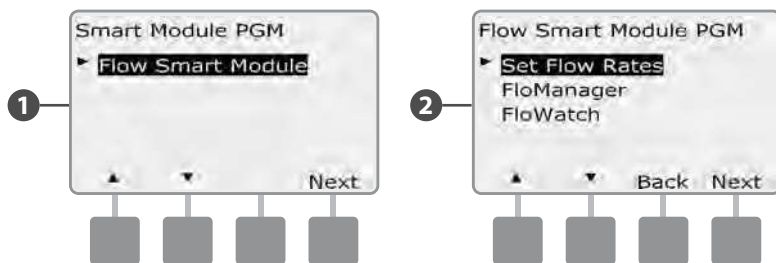 Smart Module PGM
► Flow Smart Module
▲ ▼ Next
1
Flow Smart Module PGM
► Set Flow Rates
FloManager
FloWatch
▲ ▼ Back Next
2